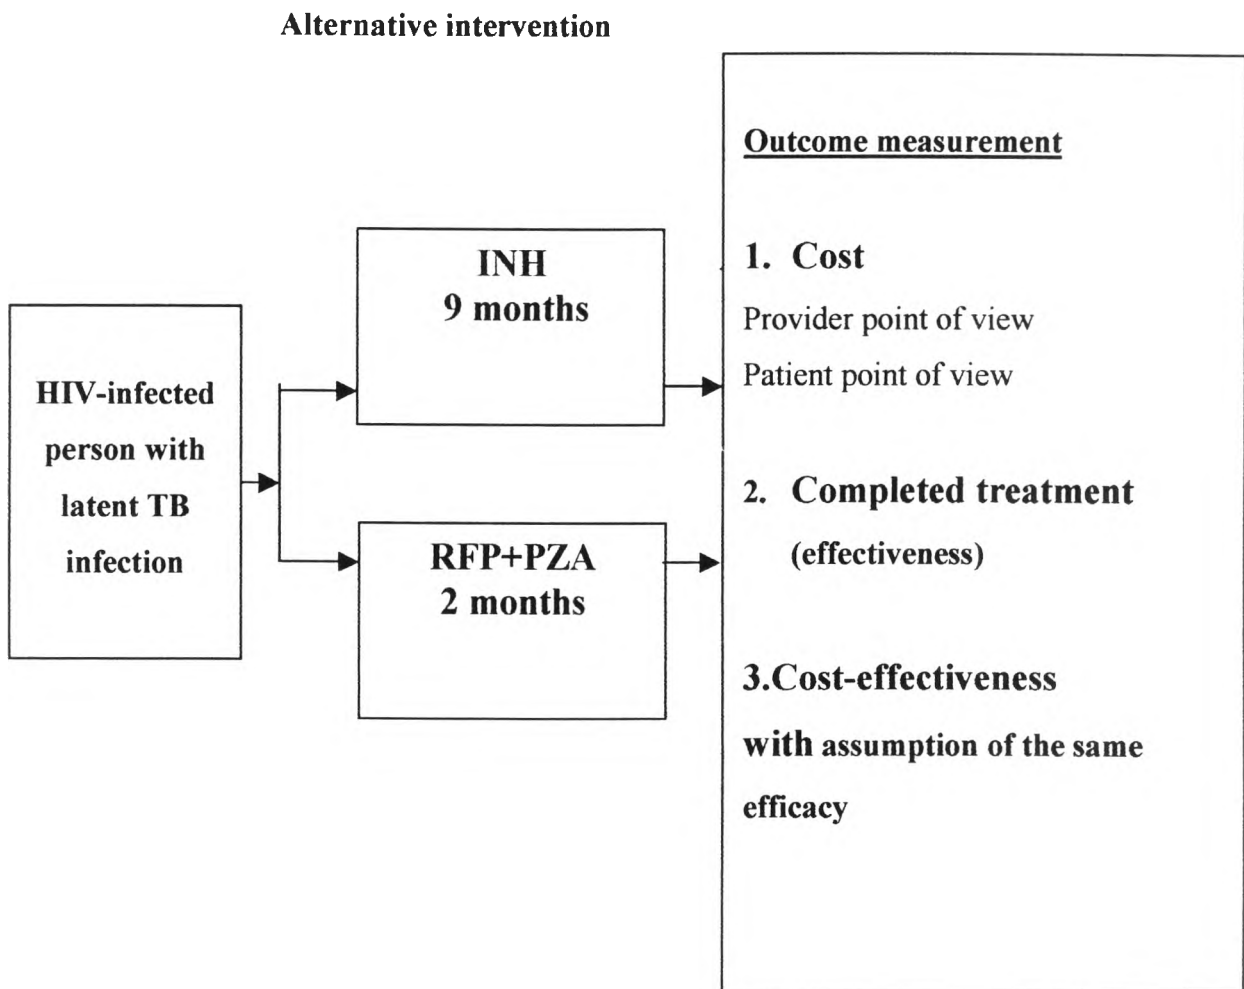 Alternative intervention
HIV-infected
person with
latent TB
infection
INH
9 months
RFP+PZA
2 months
Outcome measurement
1. Cost
Provider point of view
Patient point of view
2. Completed treatment
(effectiveness)
3.Cost-effectiveness
with assumption of the same
efficacy